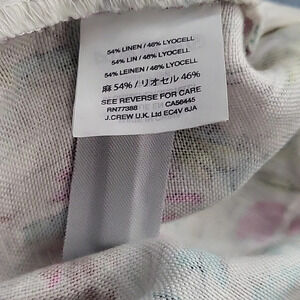 54% LINEN / 46% LYOCELL
54% LIN / 46% LYOCELL
54% LEINEN / 46% LYOCELL
麻 54% / リオセル 46%
SEE REVERSE FOR CARE
RN77388 CA56445
J.CREW U.K. Ltd EC4V 6JA